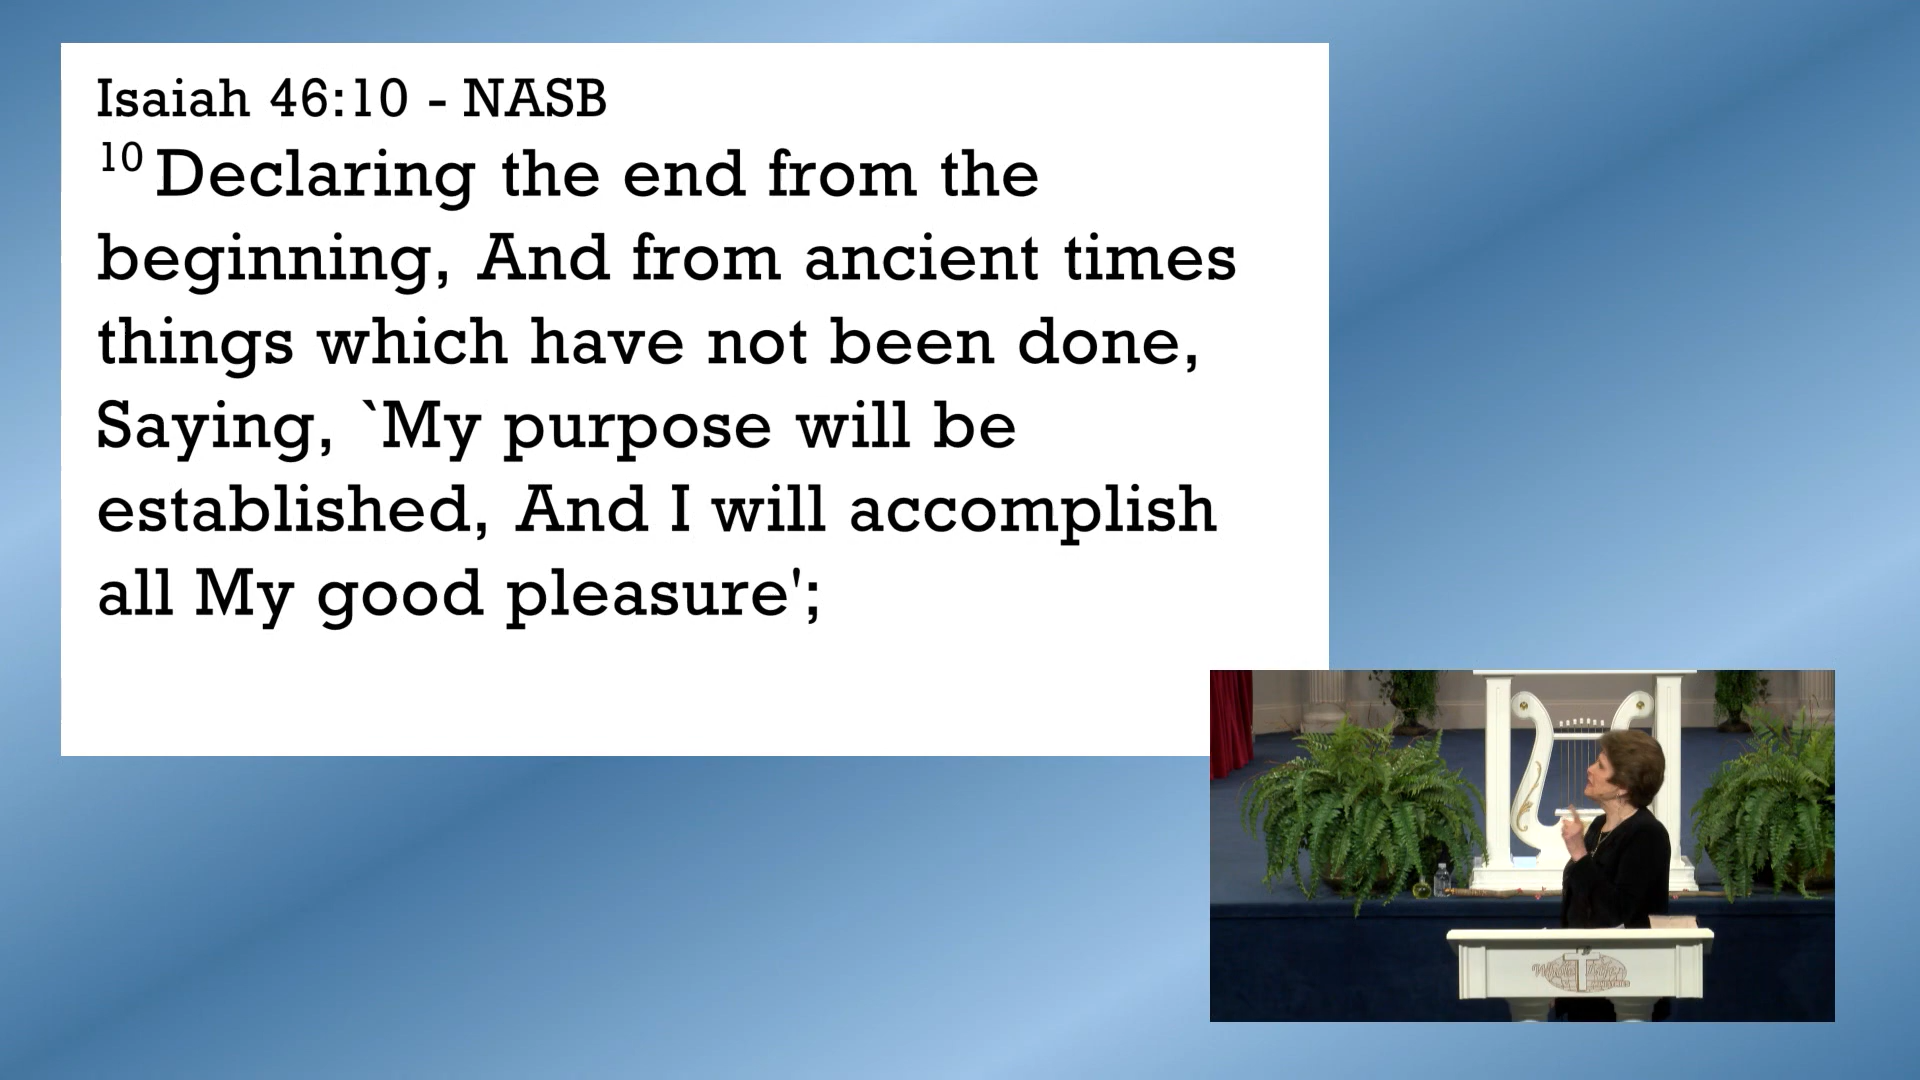 Isaiah 46:10 - NASB
10 Declaring the end from the
beginning, And from ancient times
things which have not been done,
Saying, `My purpose will be
established, And I will accomplish
all My good pleasure';